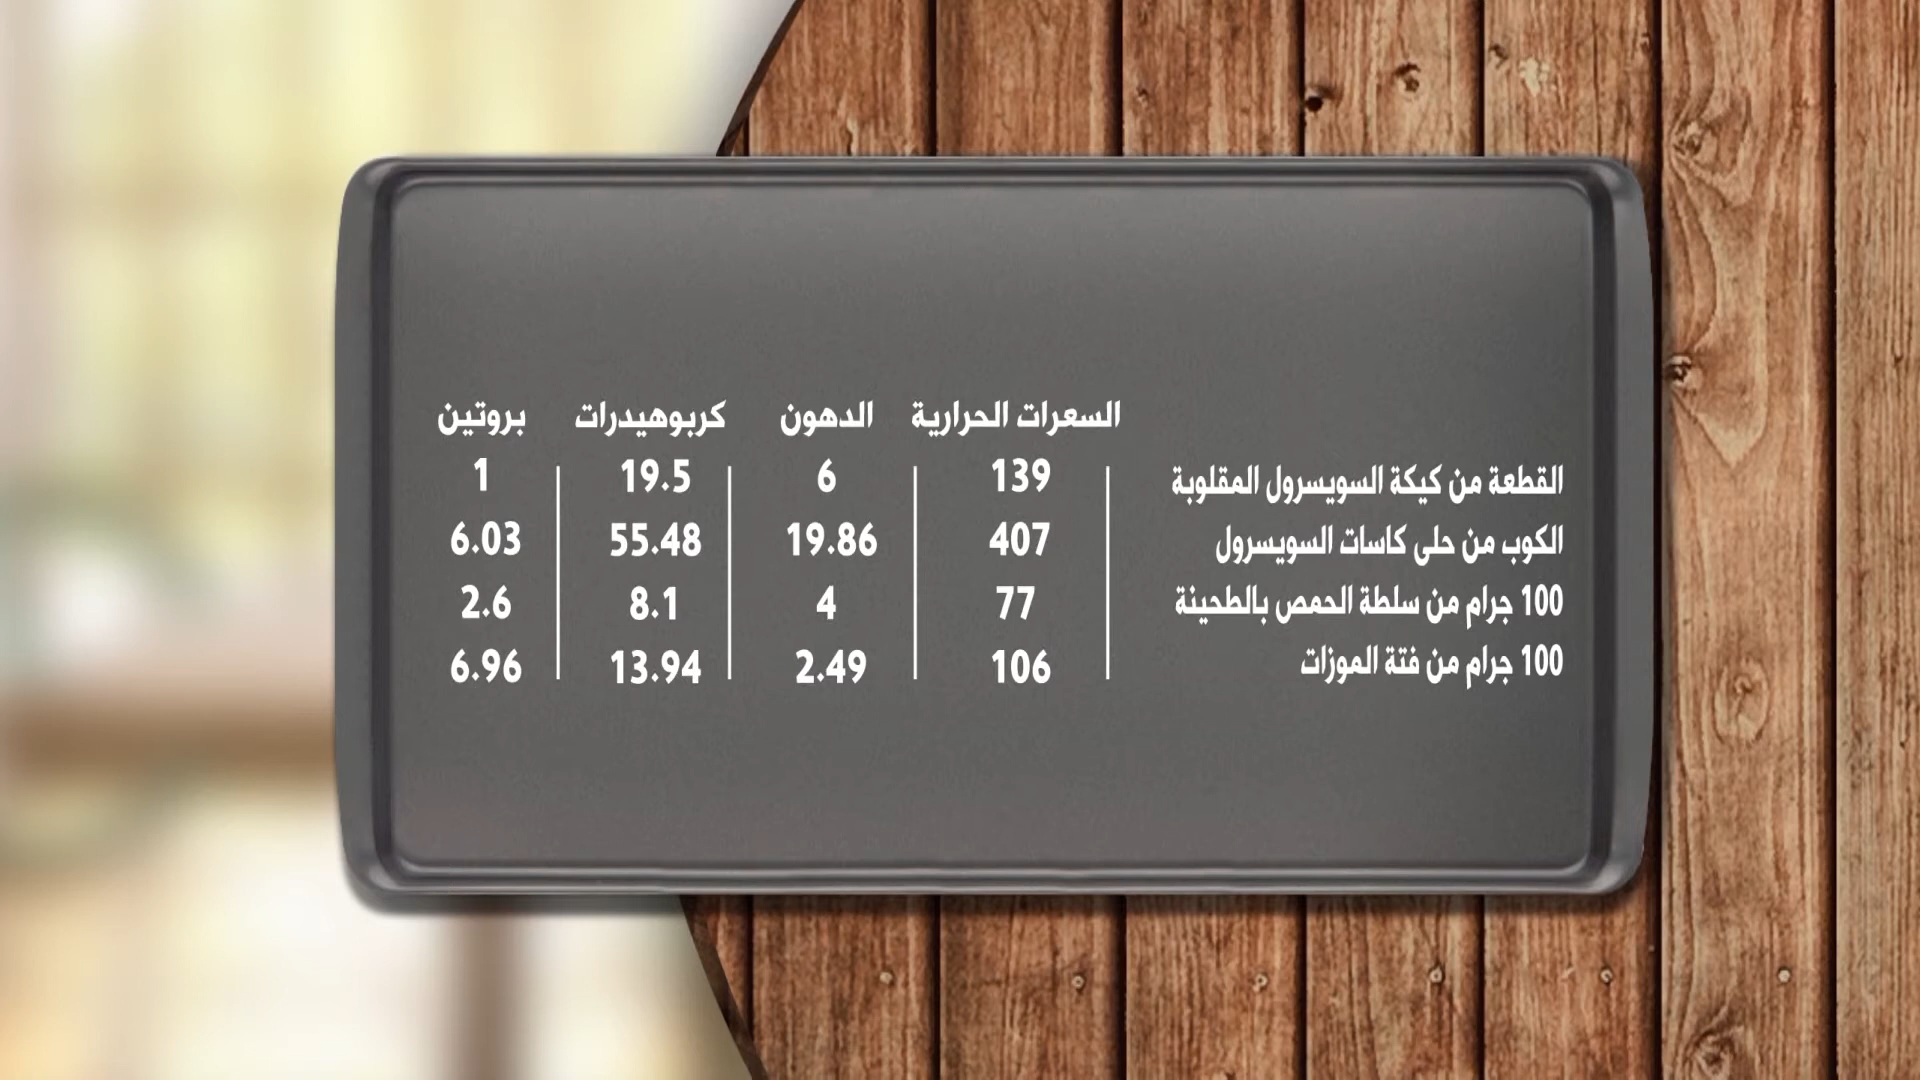 السعرات الحرارية الدهون كربوهيدرات بروتين
القطعة من كيكة السويسرول المقلوبة 139 6 19.5 1
الكوب من حلى كاسات السويسرول 407 19.86 55.48 6.03
100 جرام من سلطة الحمص بالطحينة 77 4 8.1 2.6
100 جرام من فتة الموزات 106 2.49 13.94 6.96